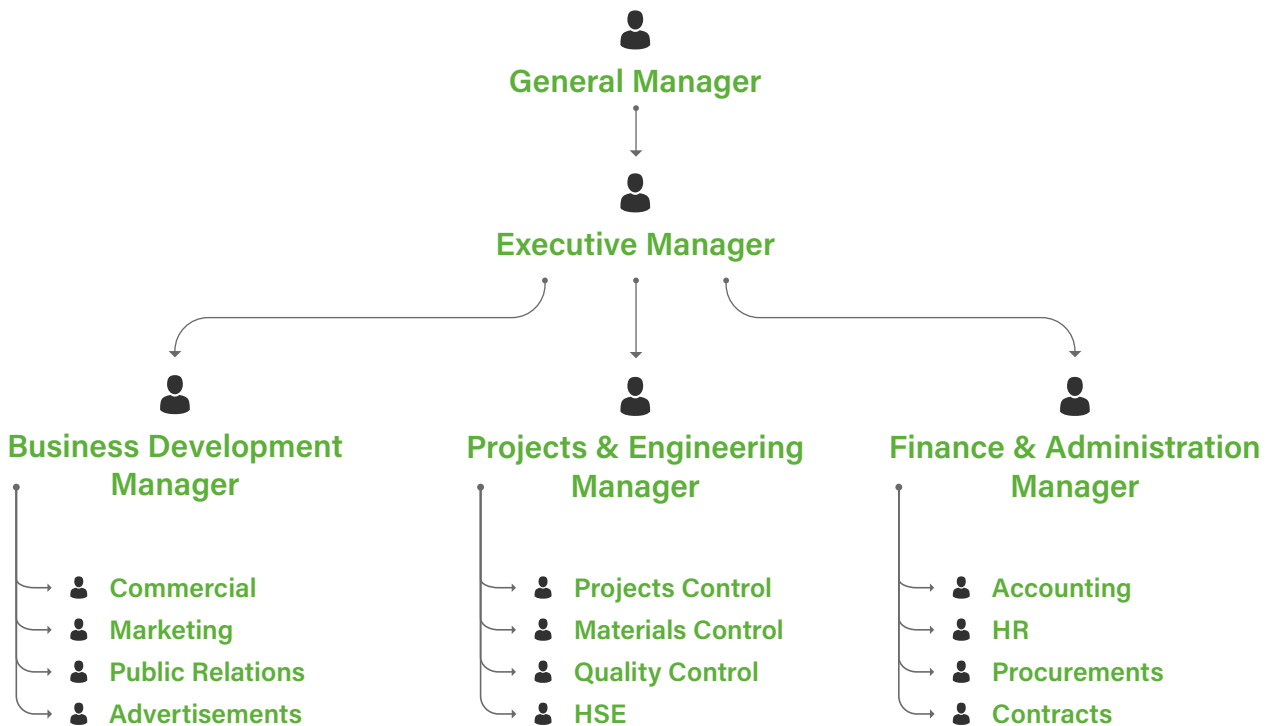 General Manager
Executive Manager
Business Development
Manager
Commercial
Marketing
Public Relations
Advertisements
Projects & Engineering
Manager
Projects Control
Materials Control
Quality Control
HSE
Finance & Administration
Manager
Accounting
HR
Procurements
Contracts